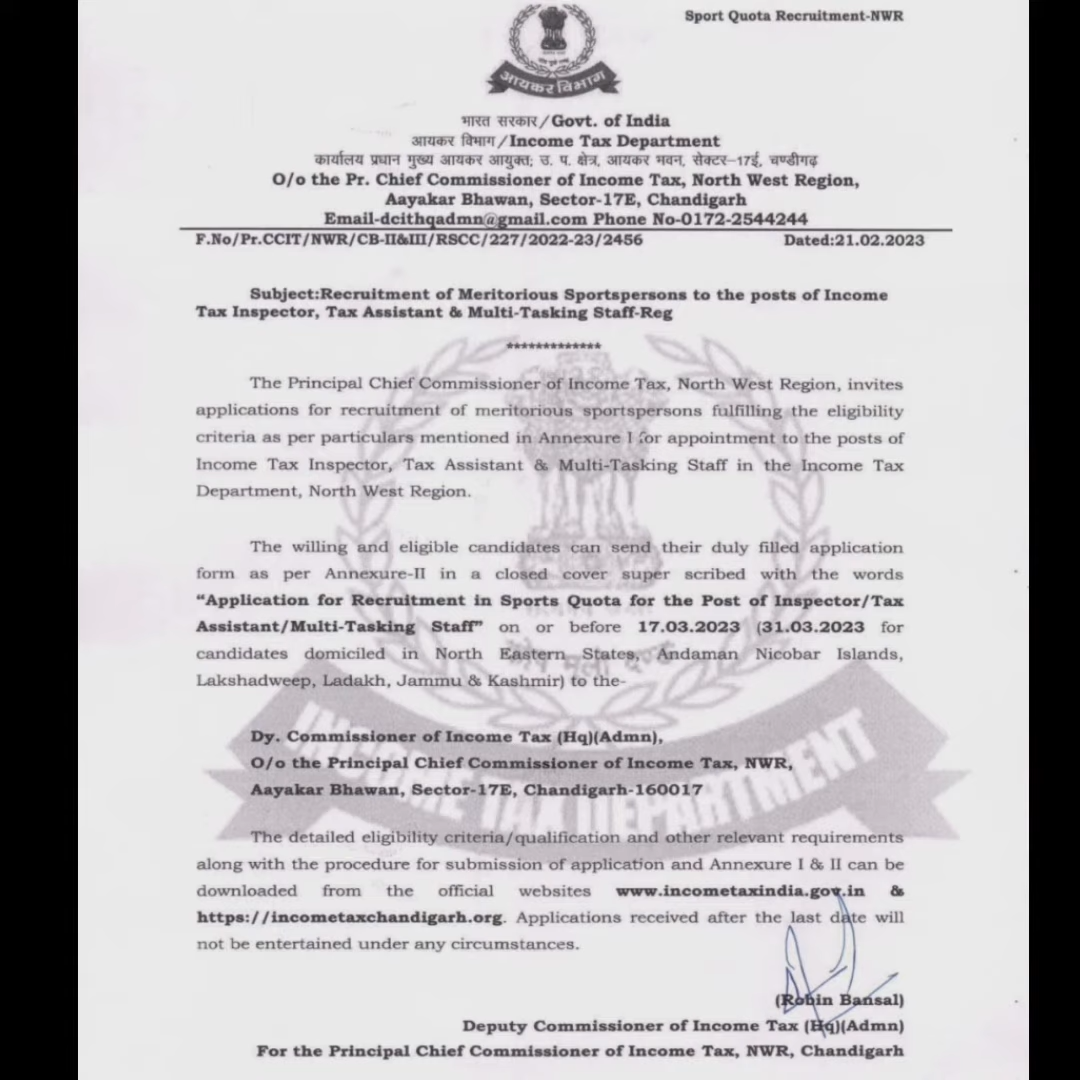 Sport Quota Recruitment-NWR
आयकर विभाग
भारत सरकार/Govt. of India
आयकर विभाग/Income Tax Department
कार्यालय प्रधान मुख्य आयकर आयुक्त; उ. प. क्षेत्र, आयकर भवन, सेक्टर-17ई, चण्डीगढ़
O/o the Pr. Chief Commissioner of Income Tax, North West Region,
Aayakar Bhawan, Sector-17E, Chandigarh
Email-dcithqadmn@gmail.com Phone No-0172-2544244
F.No/Pr.CCIT/NWR/CB-II&III/RSCC/227/2022-23/2456 Dated:21.02.2023
Subject:Recruitment of Meritorious Sportspersons to the posts of Income
Tax Inspector, Tax Assistant & Multi-Tasking Staff-Reg
*************
The Principal Chief Commissioner of Income Tax, North West Region, invites
applications for recruitment of meritorious sportspersons fulfilling the eligibility
criteria as per particulars mentioned in Annexure I for appointment to the posts of
Income Tax Inspector, Tax Assistant & Multi-Tasking Staff in the Income Tax
Department, North West Region.
The willing and eligible candidates can send their duly filled application
form as per Annexure-II in a closed cover super scribed with the words
“Application for Recruitment in Sports Quota for the Post of Inspector/Tax
Assistant/Multi-Tasking Staff” on or before 17.03.2023 (31.03.2023 for
candidates domiciled in North Eastern States, Andaman Nicobar Islands,
Lakshadweep, Ladakh, Jammu & Kashmir) to the-
Dy. Commissioner of Income Tax (Hq)(Admn),
O/o the Principal Chief Commissioner of Income Tax, NWR,
Aayakar Bhawan, Sector-17E, Chandigarh-160017
INCOME TAX DEPARTMENT
The detailed eligibility criteria/qualification and other relevant requirements
along with the procedure for submission of application and Annexure I & II can be
downloaded from the official websites www.incometaxindia.gov.in &
https://incometaxchandigarh.org. Applications received after the last date will
not be entertained under any circumstances.
(Robin Bansal)
Deputy Commissioner of Income Tax (Hq)(Admn)
For the Principal Chief Commissioner of Income Tax, NWR, Chandigarh